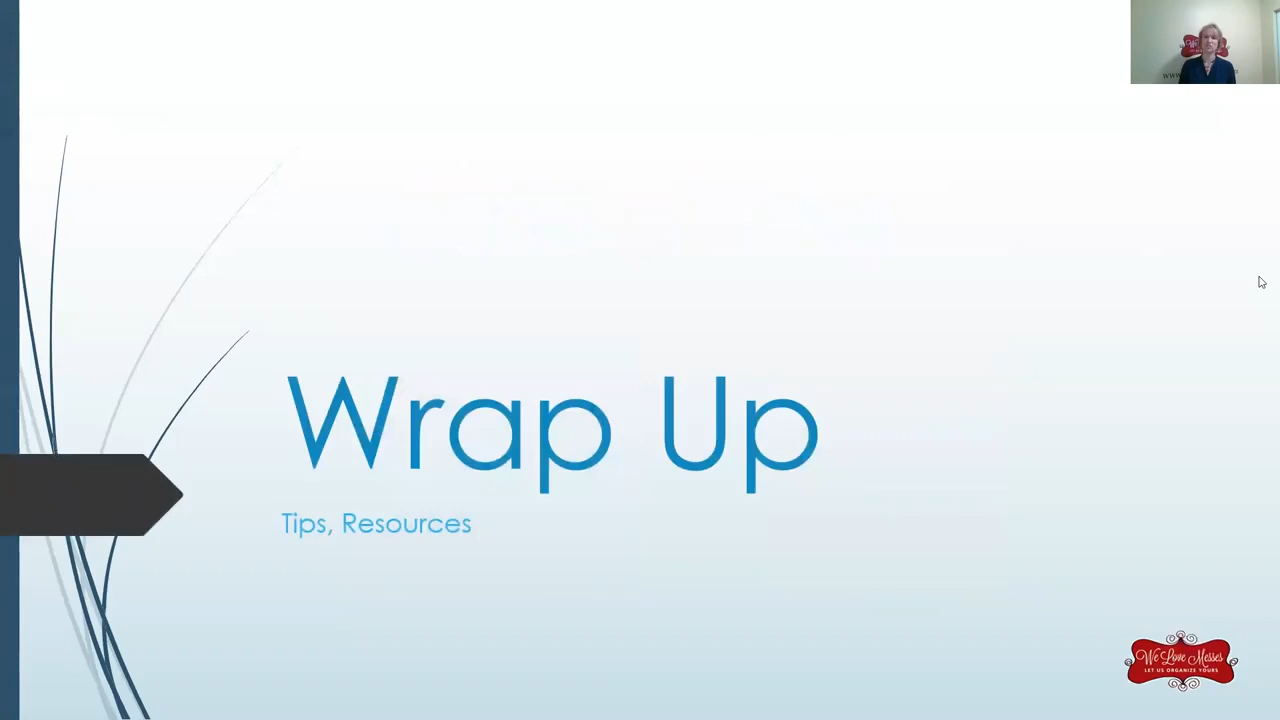 Wrap Up
Tips, Resources
We Love Messes
LET US ORGANIZE YOURS